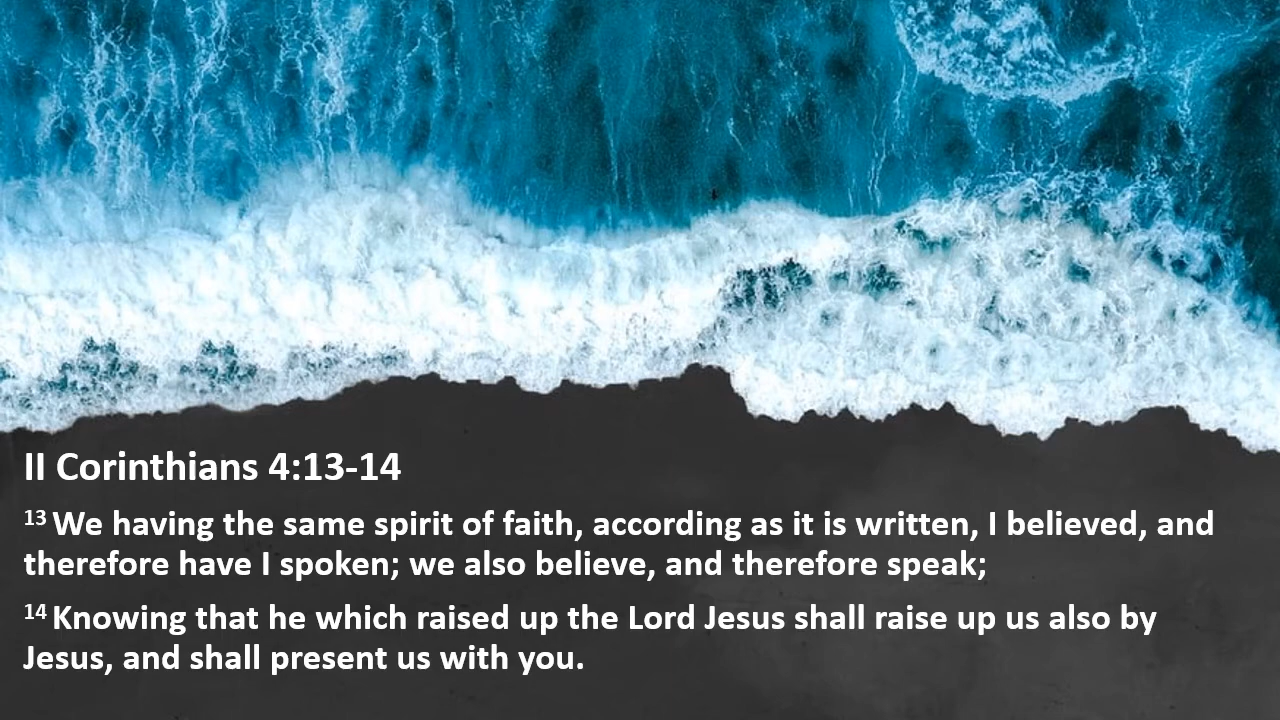 II Corinthians 4:13-14
13 We having the same spirit of faith, according as it is written, I believed, and
therefore have I spoken; we also believe, and therefore speak;
14 Knowing that he which raised up the Lord Jesus shall raise up us also by
Jesus, and shall present us with you.